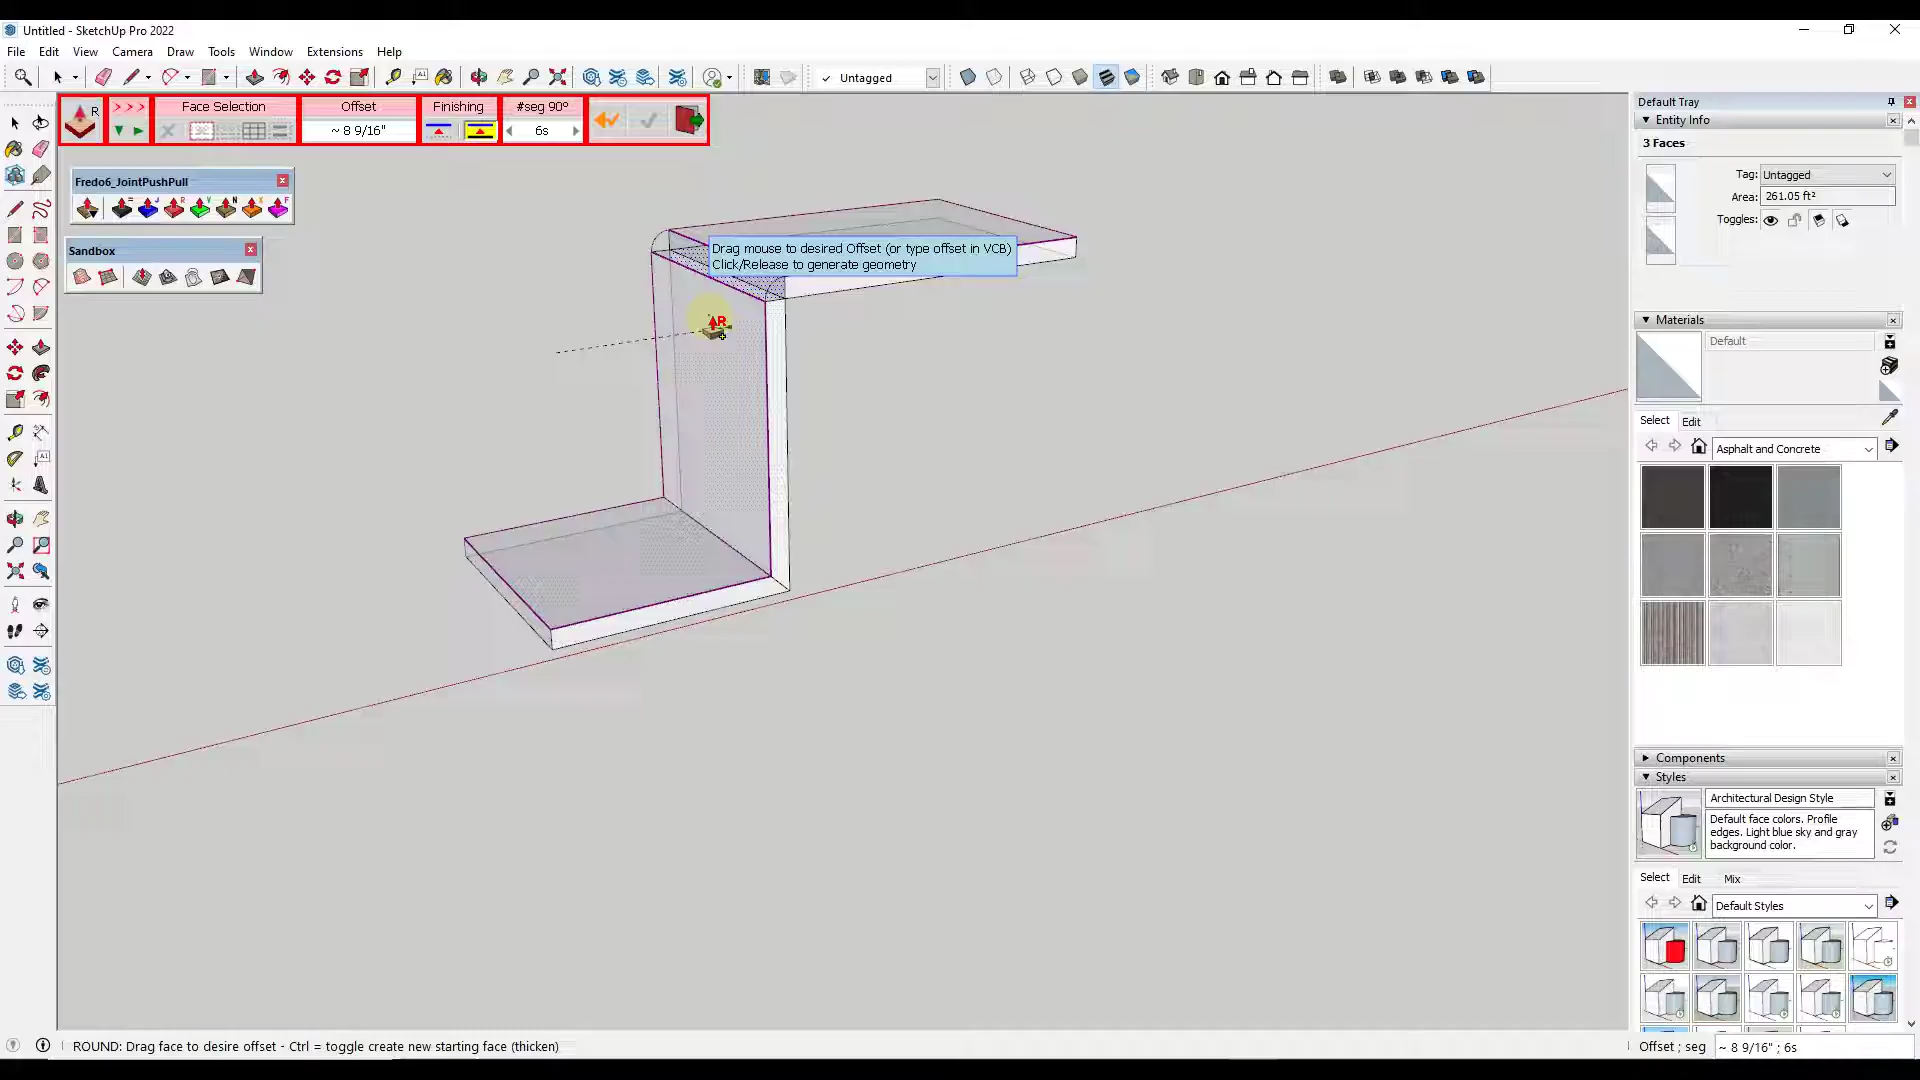 Untitled - SketchUp Pro 2022
File Edit View Camera Draw Tools Window Extensions Help
Untagged
R
> > >
Face Selection
Offset
Finishing
#seg 90º
~ 8 9/16"
6s
Fredo6_JointPushPull
= J R V N X F
Sandbox
Drag mouse to desired Offset (or type offset in VCB)
Click/Release to generate geometry
R
Default Tray
Entity Info
3 Faces
Tag: Untagged
Area: 261.05 ft²
Toggles:
Materials
Default
Select Edit
Asphalt and Concrete
Components
Styles
Architectural Design Style
Default face colors. Profile
edges. Light blue sky and gray
background color.
Select Edit Mix
Default Styles
ROUND: Drag face to desire offset - Ctrl = toggle create new starting face (thicken)
Offset ; seg ~ 8 9/16" ; 6s